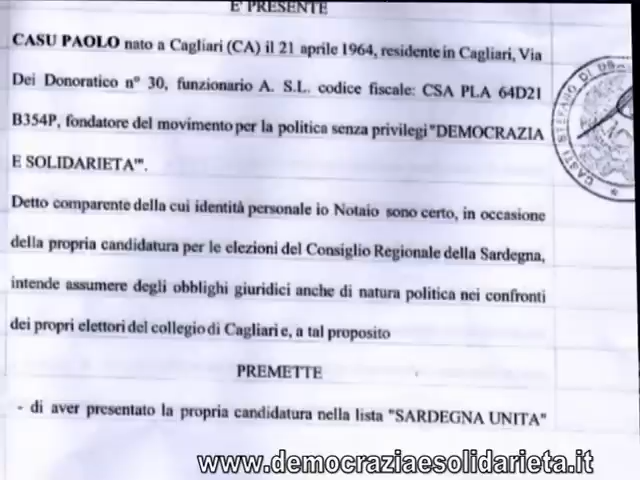 E' PRESENTE
CASU PAOLO nato a Cagliari (CA) il 21 aprile 1964, residente in Cagliari, Via
Dei Donoratico n° 30, funzionario A. S.L. codice fiscale: CSA PLA 64D21
B354P, fondatore del movimento per la politica senza privilegi "DEMOCRAZIA
E SOLIDARIETA'".
Detto comparente della cui identità personale io Notaio sono certo, in occasione
della propria candidatura per le elezioni del Consiglio Regionale della Sardegna,
intende assumere degli obblighi giuridici anche di natura politica nei confronti
dei propri elettori del collegio di Cagliari e, a tal proposito
PREMETTE
- di aver presentato la propria candidatura nella lista "SARDEGNA UNITA"
CASTI STEFANO DI
www.democraziaesolidarieta.it